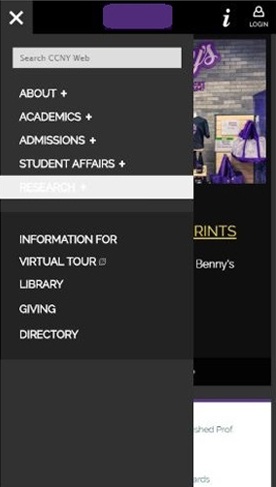 LOGIN
Search CCNY Web
ABOUT +
ACADEMICS +
ADMISSIONS +
STUDENT AFFAIRS +
RESEARCH +
RINTS
Benny's
INFORMATION FOR
VIRTUAL TOUR
LIBRARY
GIVING
DIRECTORY
shed Prof.
ards